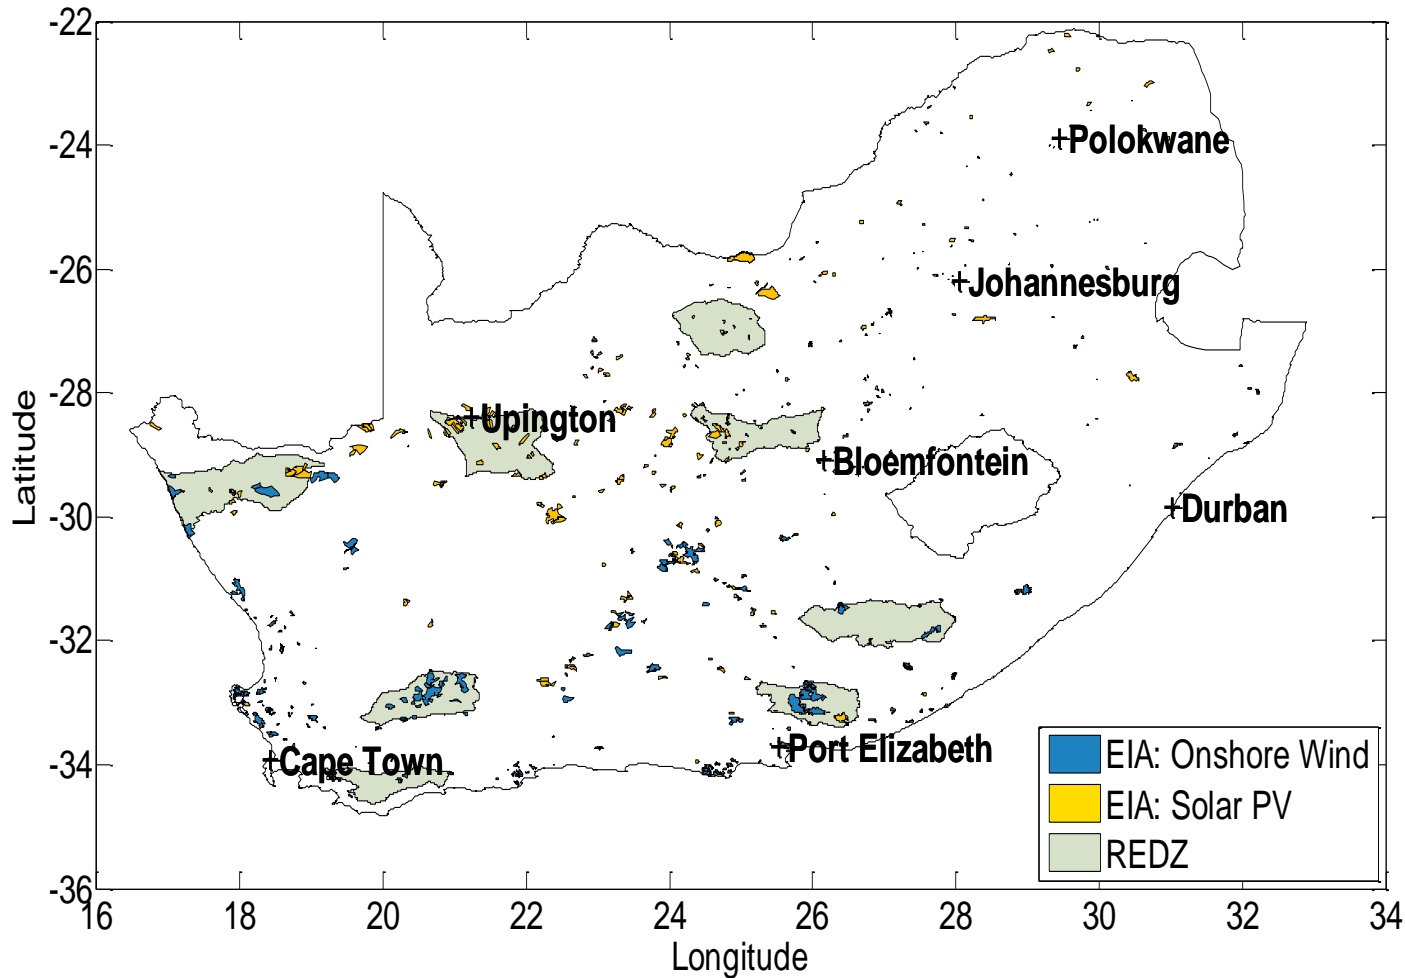 -22
-24
-26
-28
-30
-32
-34
-36
Latitude
16
18
20
22
24
26
28
30
32
34
Longitude
+Polokwane
+Johannesburg
+Upington
+Bloemfontein
+Durban
+Cape Town
+Port Elizabeth
EIA: Onshore Wind
EIA: Solar PV
REDZ